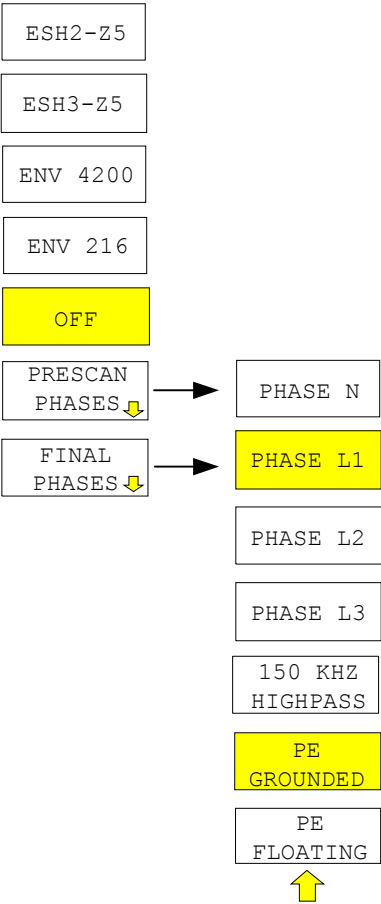 ESH2-Z5
ESH3-Z5
ENV 4200
ENV 216
OFF
PRESCAN
PHASES
FINAL
PHASES
PHASE N
PHASE L1
PHASE L2
PHASE L3
150 KHZ
HIGHPASS
PE
GROUNDED
PE
FLOATING